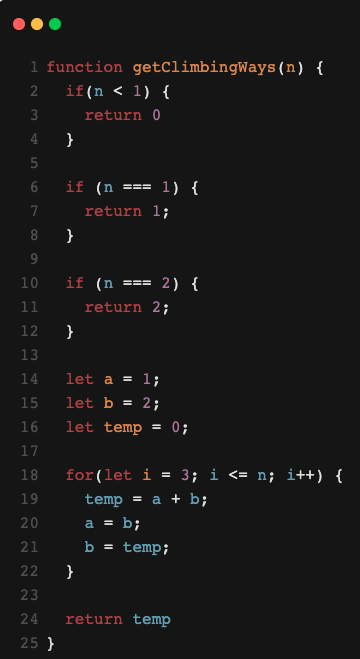 1 function getClimbingWays(n) {
2   if(n < 1) {
3     return 0
4   }
5
6   if (n === 1) {
7     return 1;
8   }
9
10   if (n === 2) {
11     return 2;
12   }
13
14   let a = 1;
15   let b = 2;
16   let temp = 0;
17
18   for(let i = 3; i <= n; i++) {
19     temp = a + b;
20     a = b;
21     b = temp;
22   }
23
24   return temp
25 }